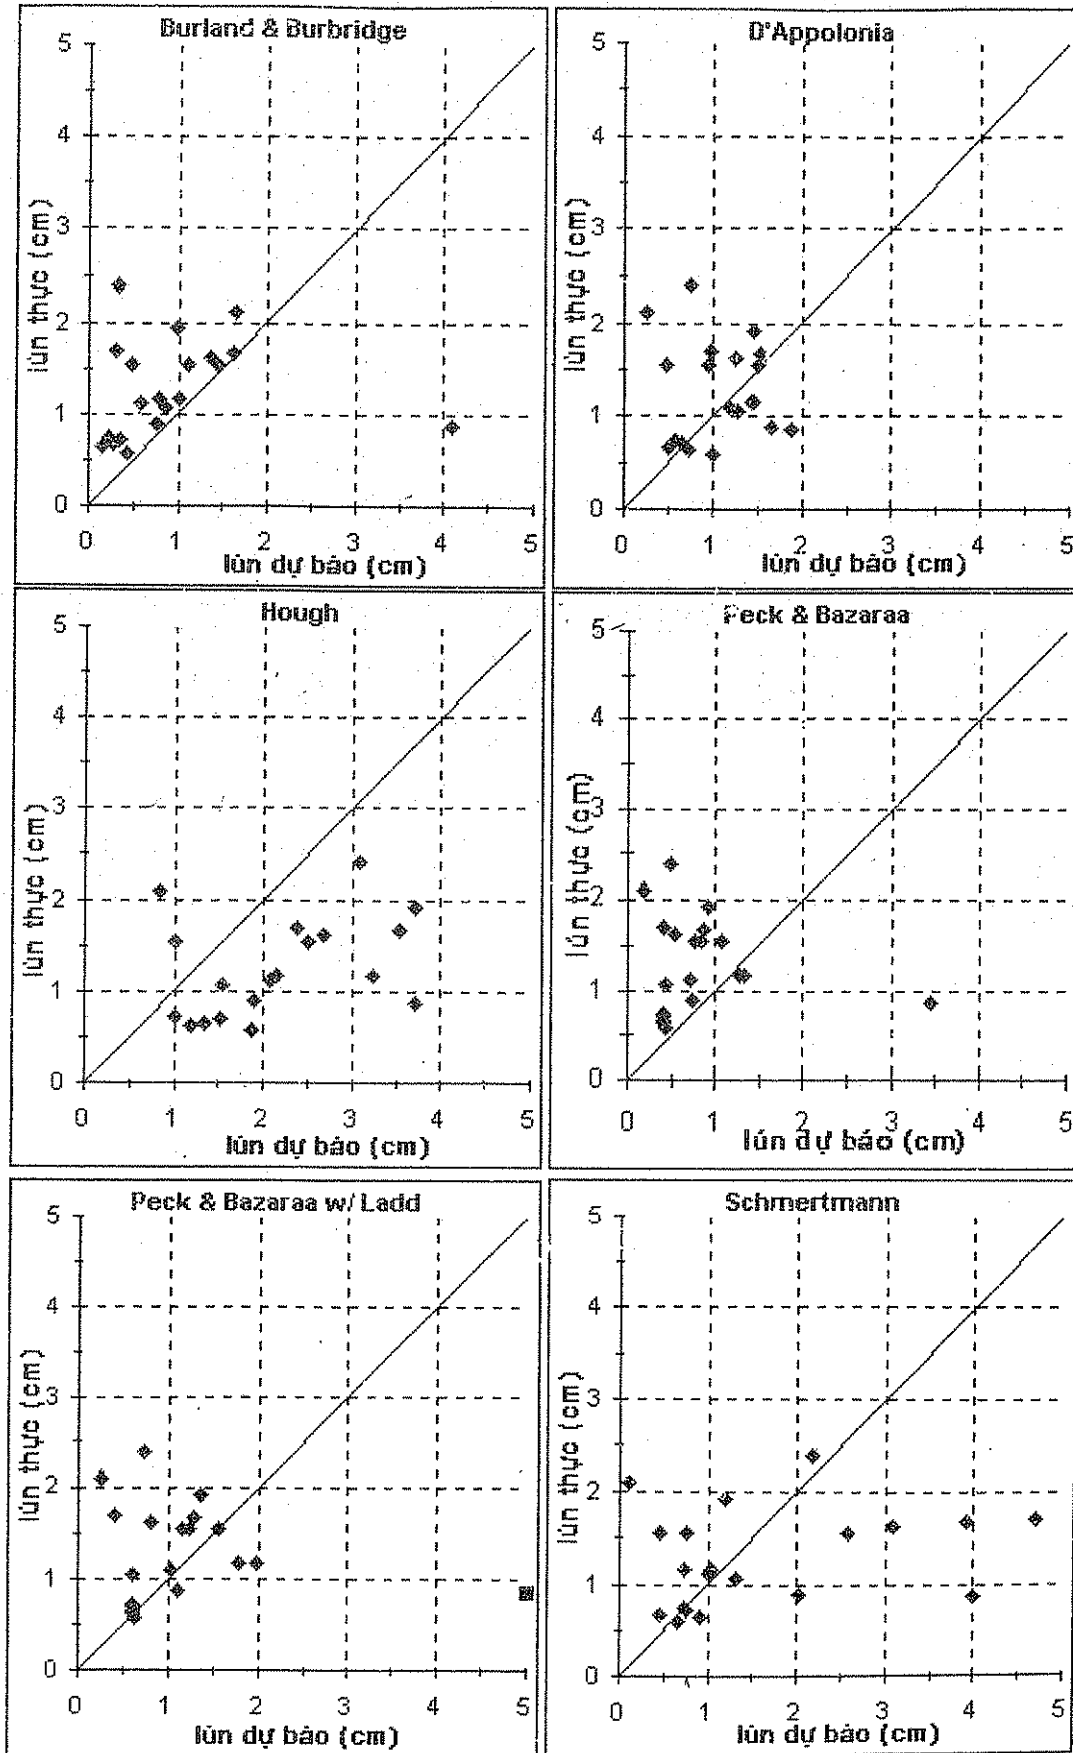 Burland & Burbridge
5
4
3
2
1
0
lún thực (cm)
0 1 2 3 4 5
lún dự báo (cm)
D'Appolonia
5
4
3
2
1
0
lún thực (cm)
0 1 2 3 4 5
lún dự báo (cm)
Hough
5
4
3
2
1
0
lún thực (cm)
0 1 2 3 4 5
lún dự báo (cm)
Peck & Bazaraa
5
4
3
2
1
0
lún thực (cm)
0 1 2 3 4 5
lún dự báo (cm)
Peck & Bazaraa w/ Ladd
5
4
3
2
1
0
lún thực (cm)
0 1 2 3 4 5
lún dự báo (cm)
Schmertmann
5
4
3
2
1
0
lún thực (cm)
0 1 2 3 4 5
lún dự báo (cm)